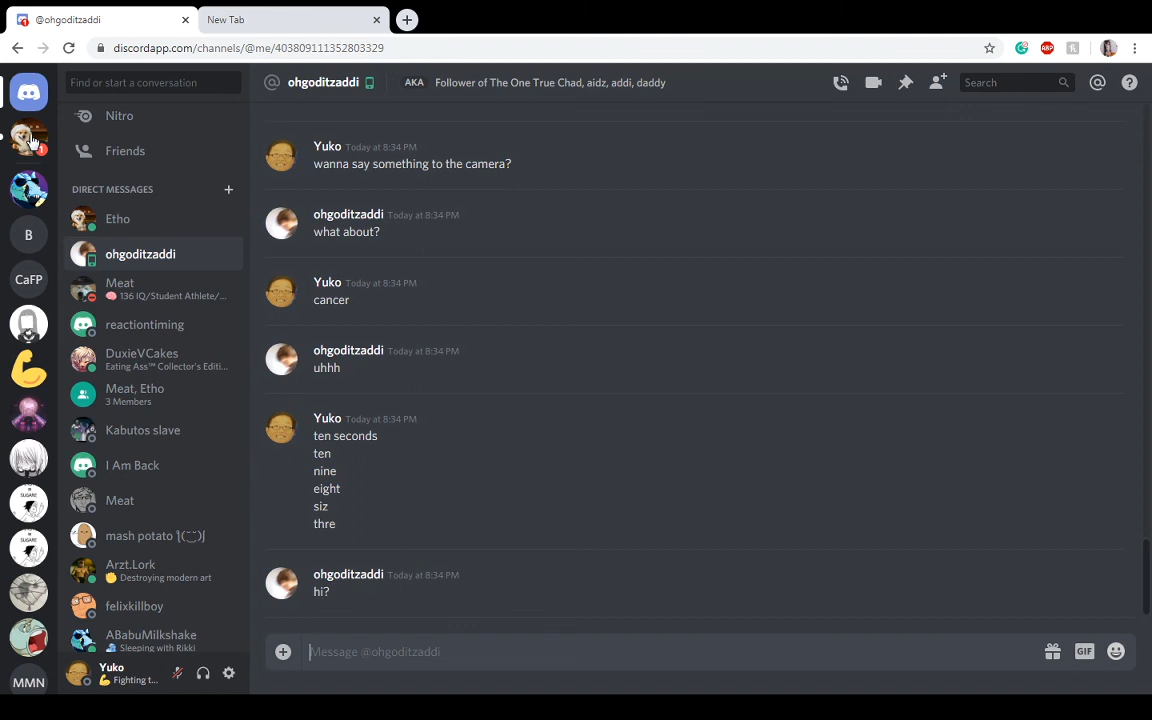 @ohgoditzaddi
New Tab
discordapp.com/channels/@me/403809111352803329
ABP
Find or start a conversation
ohgoditzaddi
AKA Follower of The One True Chad, aidz, addi, daddy
Search
Nitro
Friends
DIRECT MESSAGES
Etho
ohgoditzaddi
Meat
🧠 136 IQ/Student Athlete/...
reactiontiming
DuxieVCakes
Eating Ass™ Collector's Editi...
Meat, Etho
3 Members
Kabutos slave
I Am Back
Meat
mash potato
Arzt.Lork
✊ Destroying modern art
felixkillboy
ABabuMilkshake
Sleeping with Rikki
Yuko
💪 Fighting t...
1
B
CaFP
SUGARE
SUGARE
MMN
Yuko Today at 8:34 PM
wanna say something to the camera?
ohgoditzaddi Today at 8:34 PM
what about?
Yuko Today at 8:34 PM
cancer
ohgoditzaddi Today at 8:34 PM
uhhh
Yuko Today at 8:34 PM
ten seconds
ten
nine
eight
siz
thre
ohgoditzaddi Today at 8:34 PM
hi?
Message @ohgoditzaddi
GIF